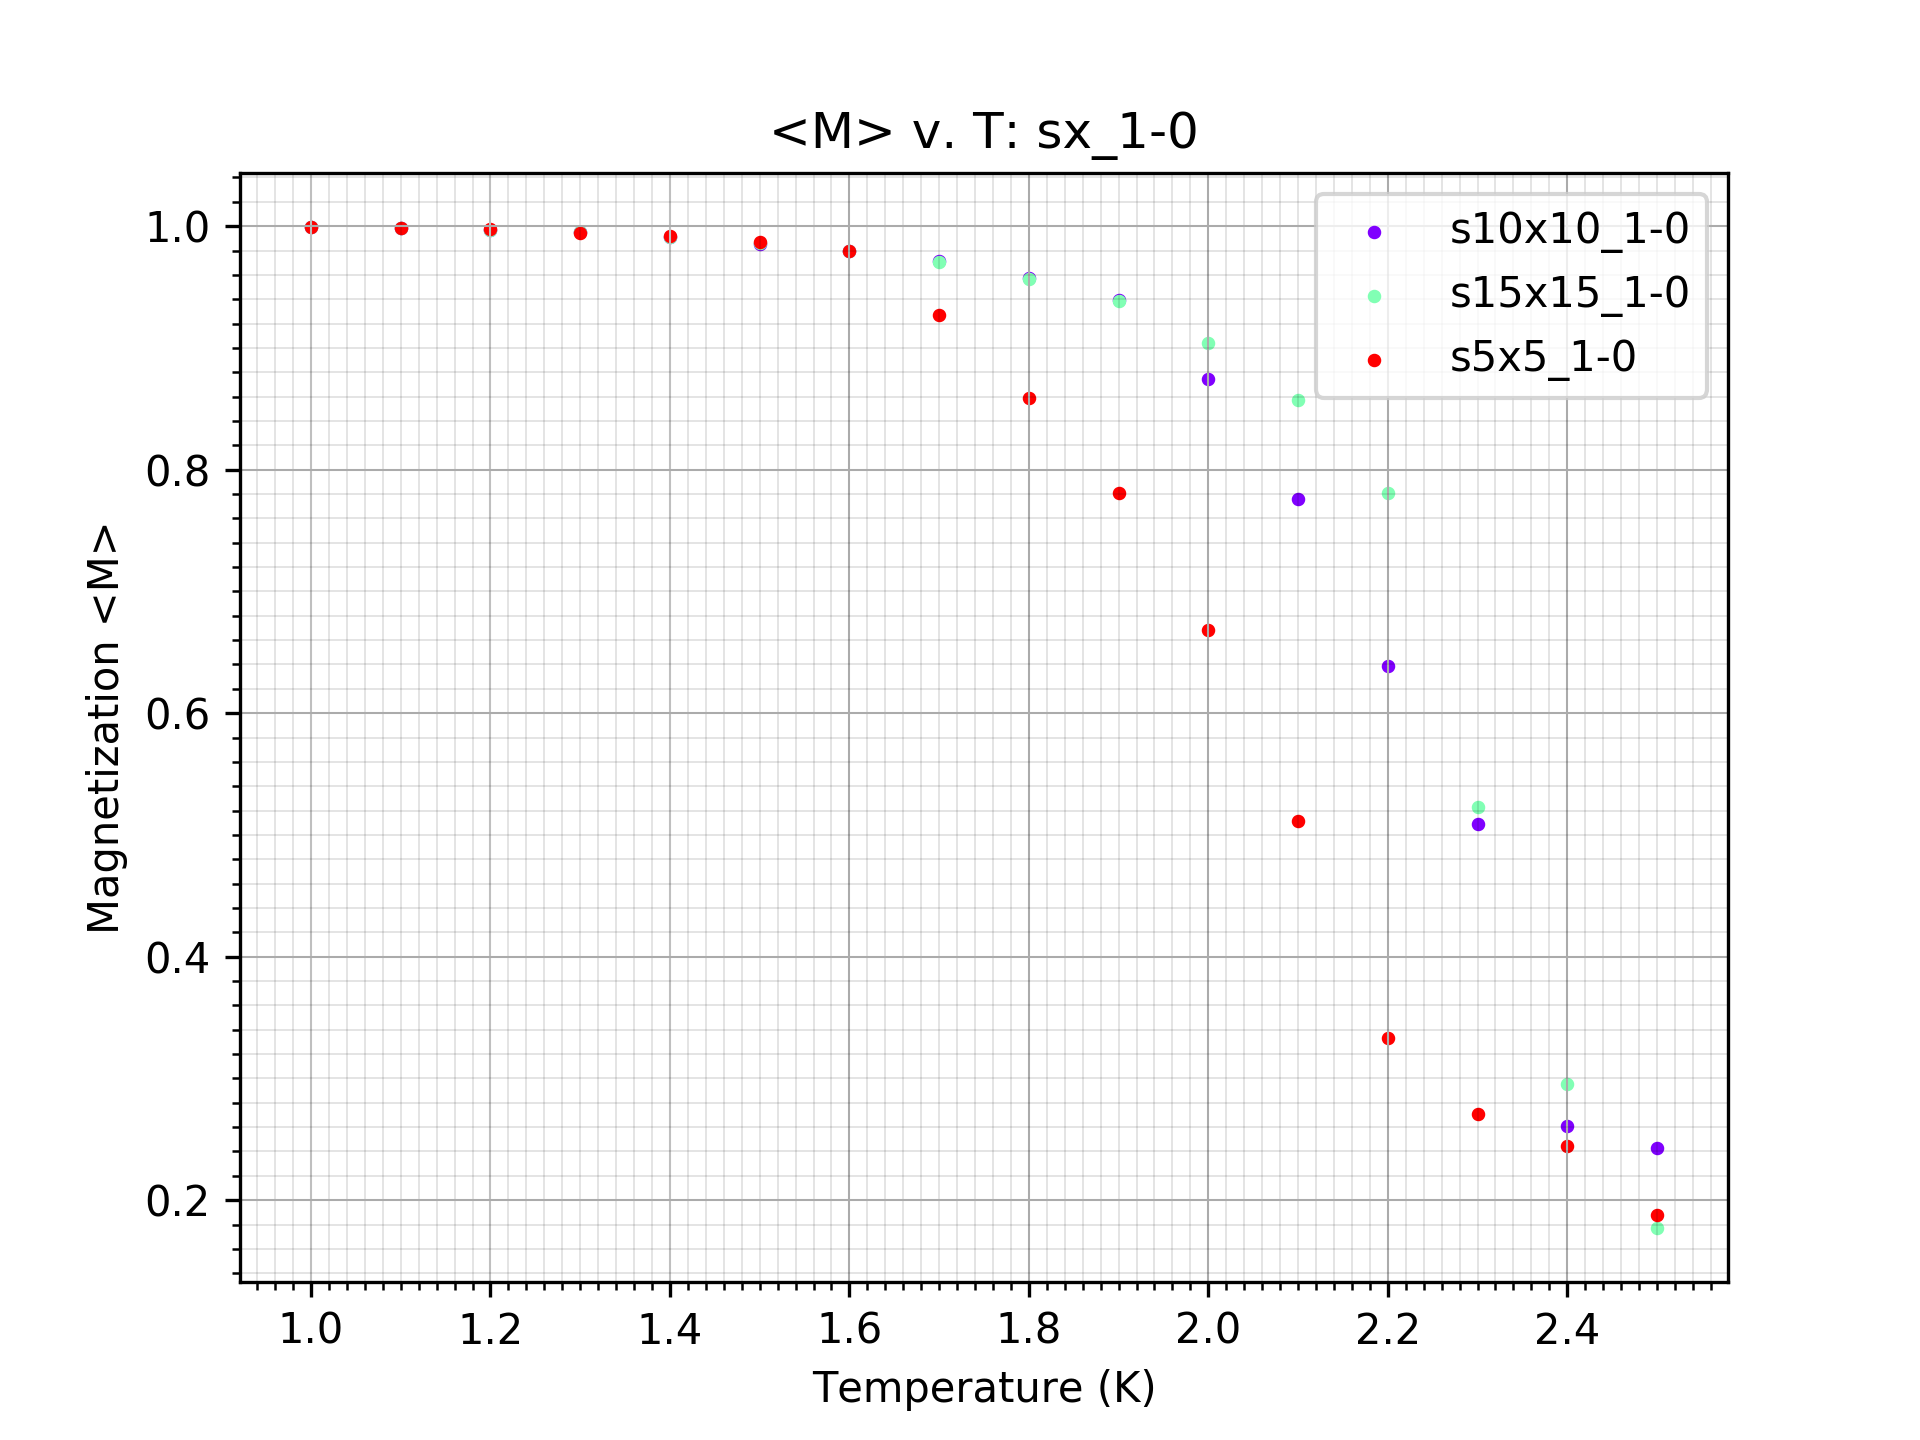 <M> v. T: sx_1-0
s10x10_1-0
s15x15_1-0
s5x5_1-0
1.0
0.8
0.6
0.4
0.2
Magnetization <M>
1.0 1.2 1.4 1.6 1.8 2.0 2.2 2.4
Temperature (K)